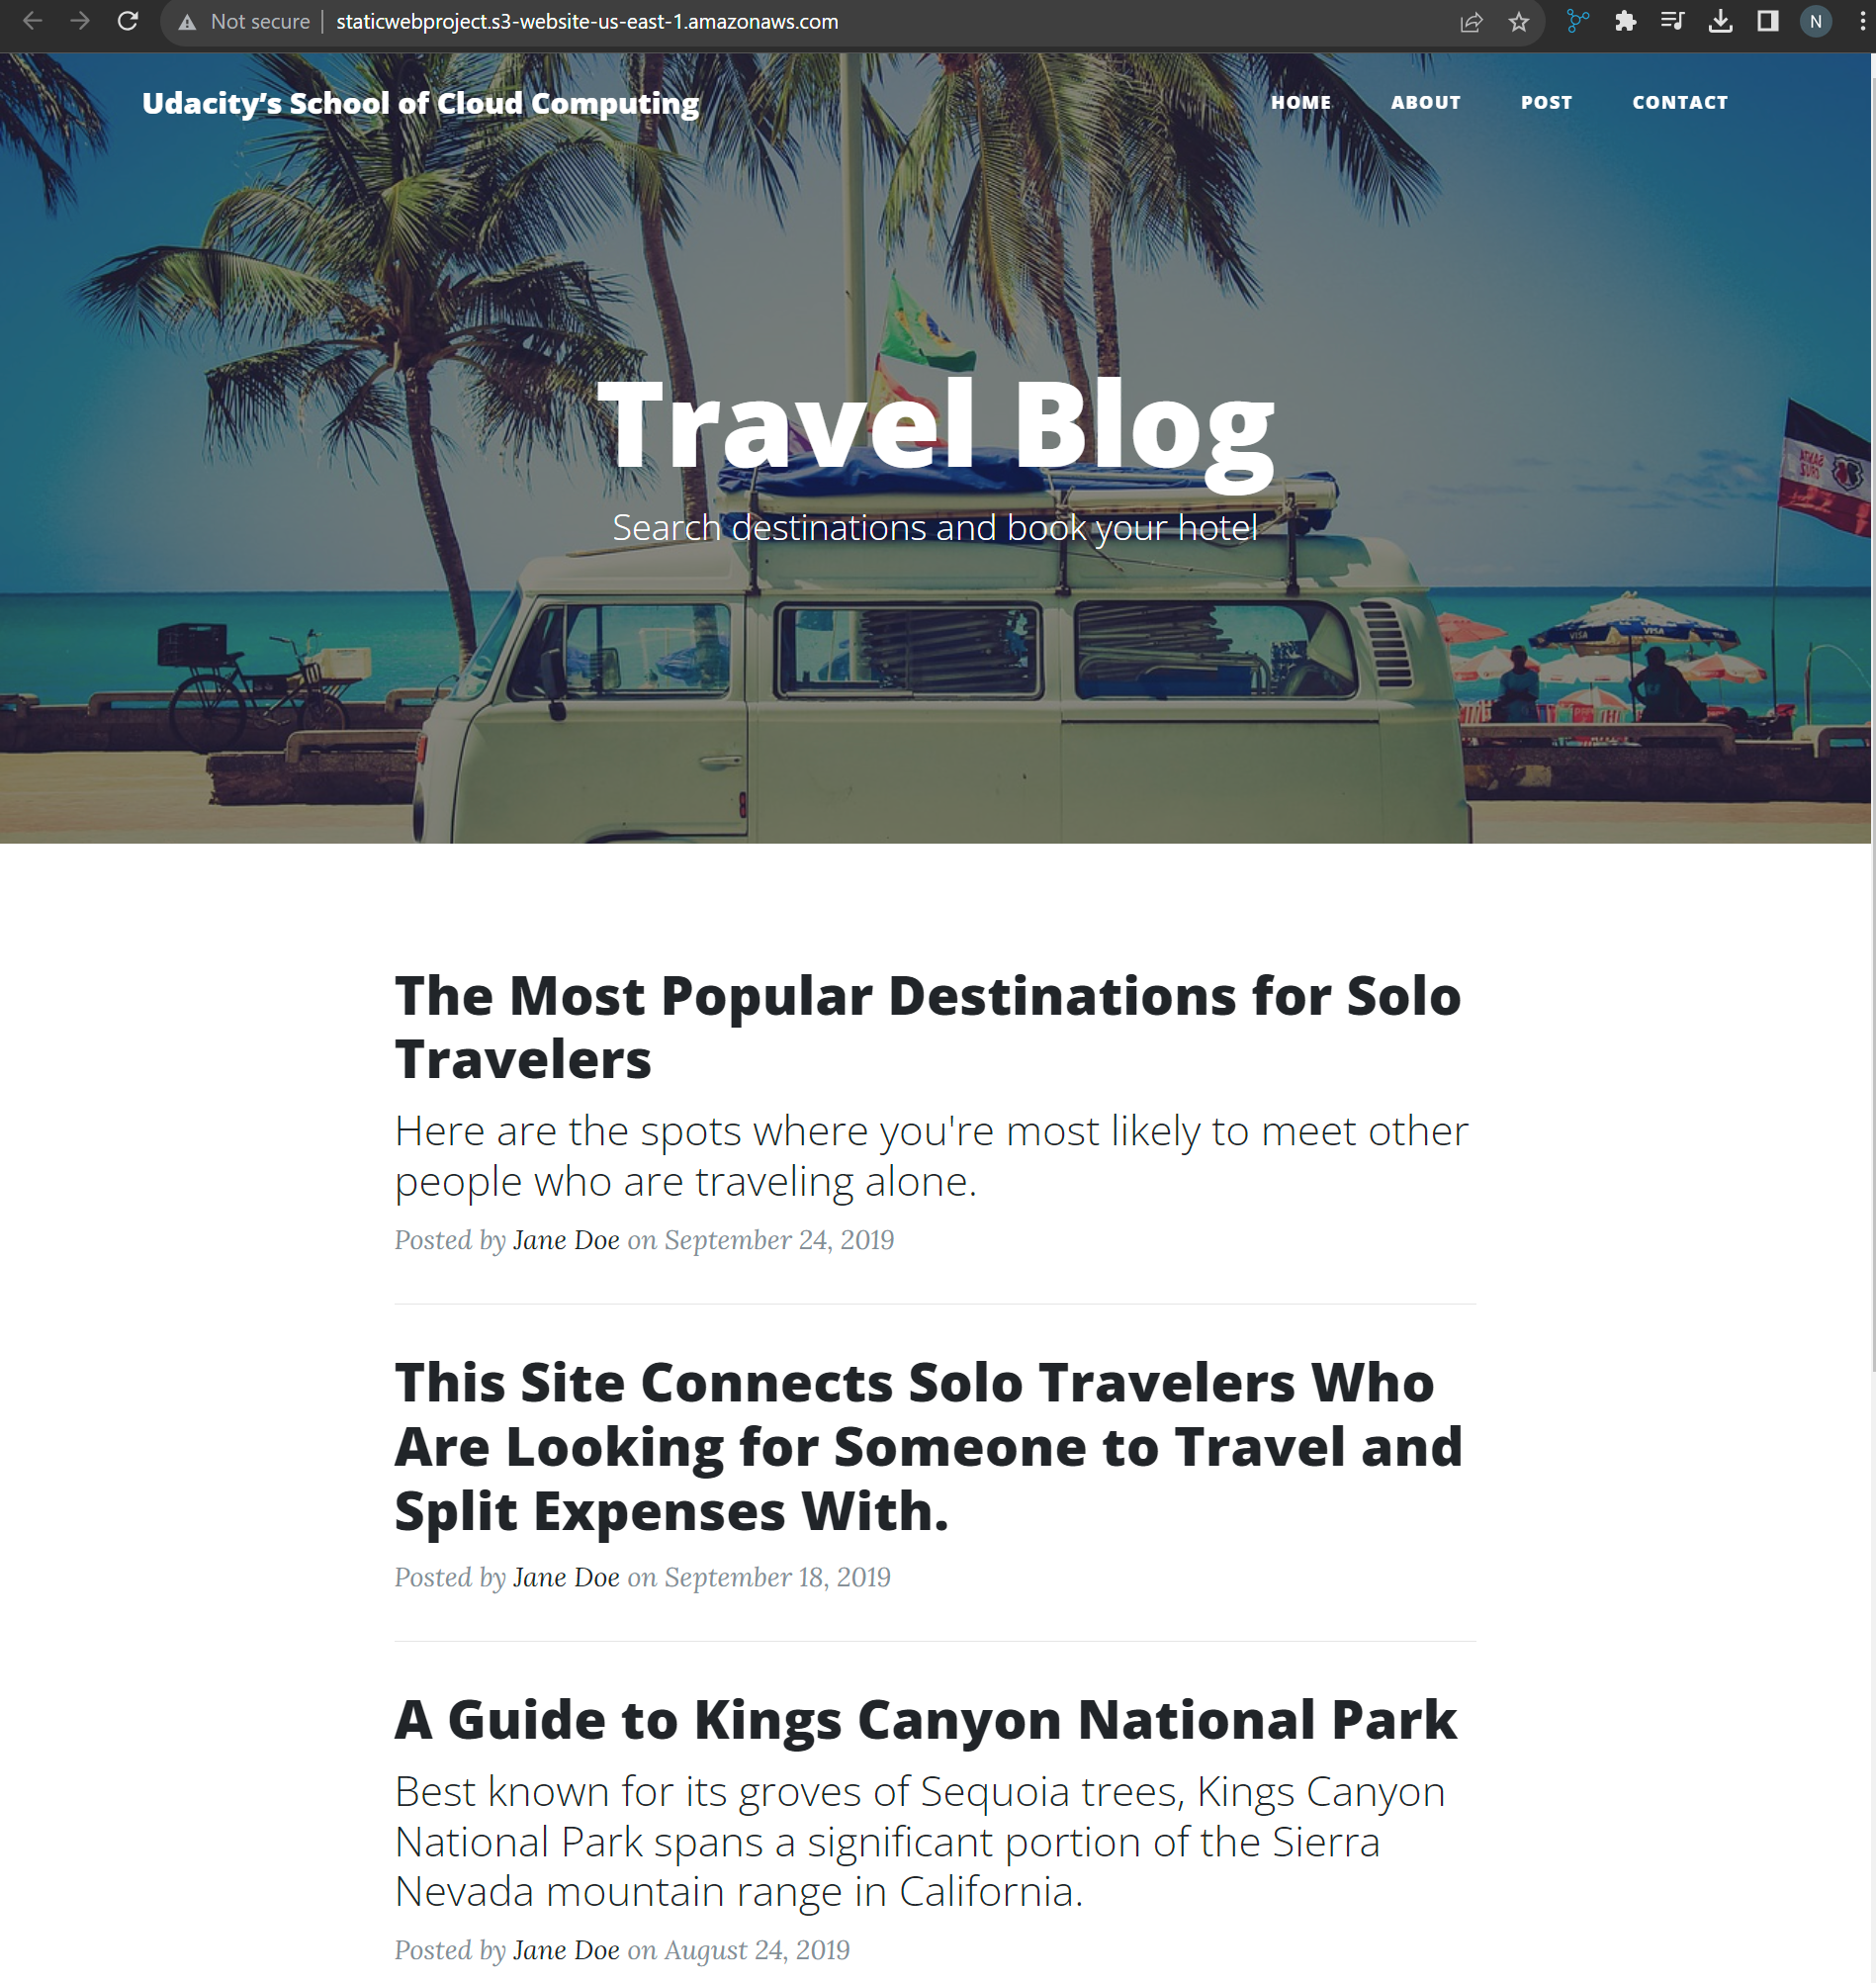 Not secure
staticwebproject.s3-website-us-east-1.amazonaws.com
N
Udacity’s School of Cloud Computing
HOME
ABOUT
POST
CONTACT
Travel Blog
Search destinations and book your hotel
SANTA
CRUZ
VISA
VISA
The Most Popular Destinations for Solo
Travelers
Here are the spots where you're most likely to meet other
people who are traveling alone.
Posted by Jane Doe on September 24, 2019
This Site Connects Solo Travelers Who
Are Looking for Someone to Travel and
Split Expenses With.
Posted by Jane Doe on September 18, 2019
A Guide to Kings Canyon National Park
Best known for its groves of Sequoia trees, Kings Canyon
National Park spans a significant portion of the Sierra
Nevada mountain range in California.
Posted by Jane Doe on August 24, 2019